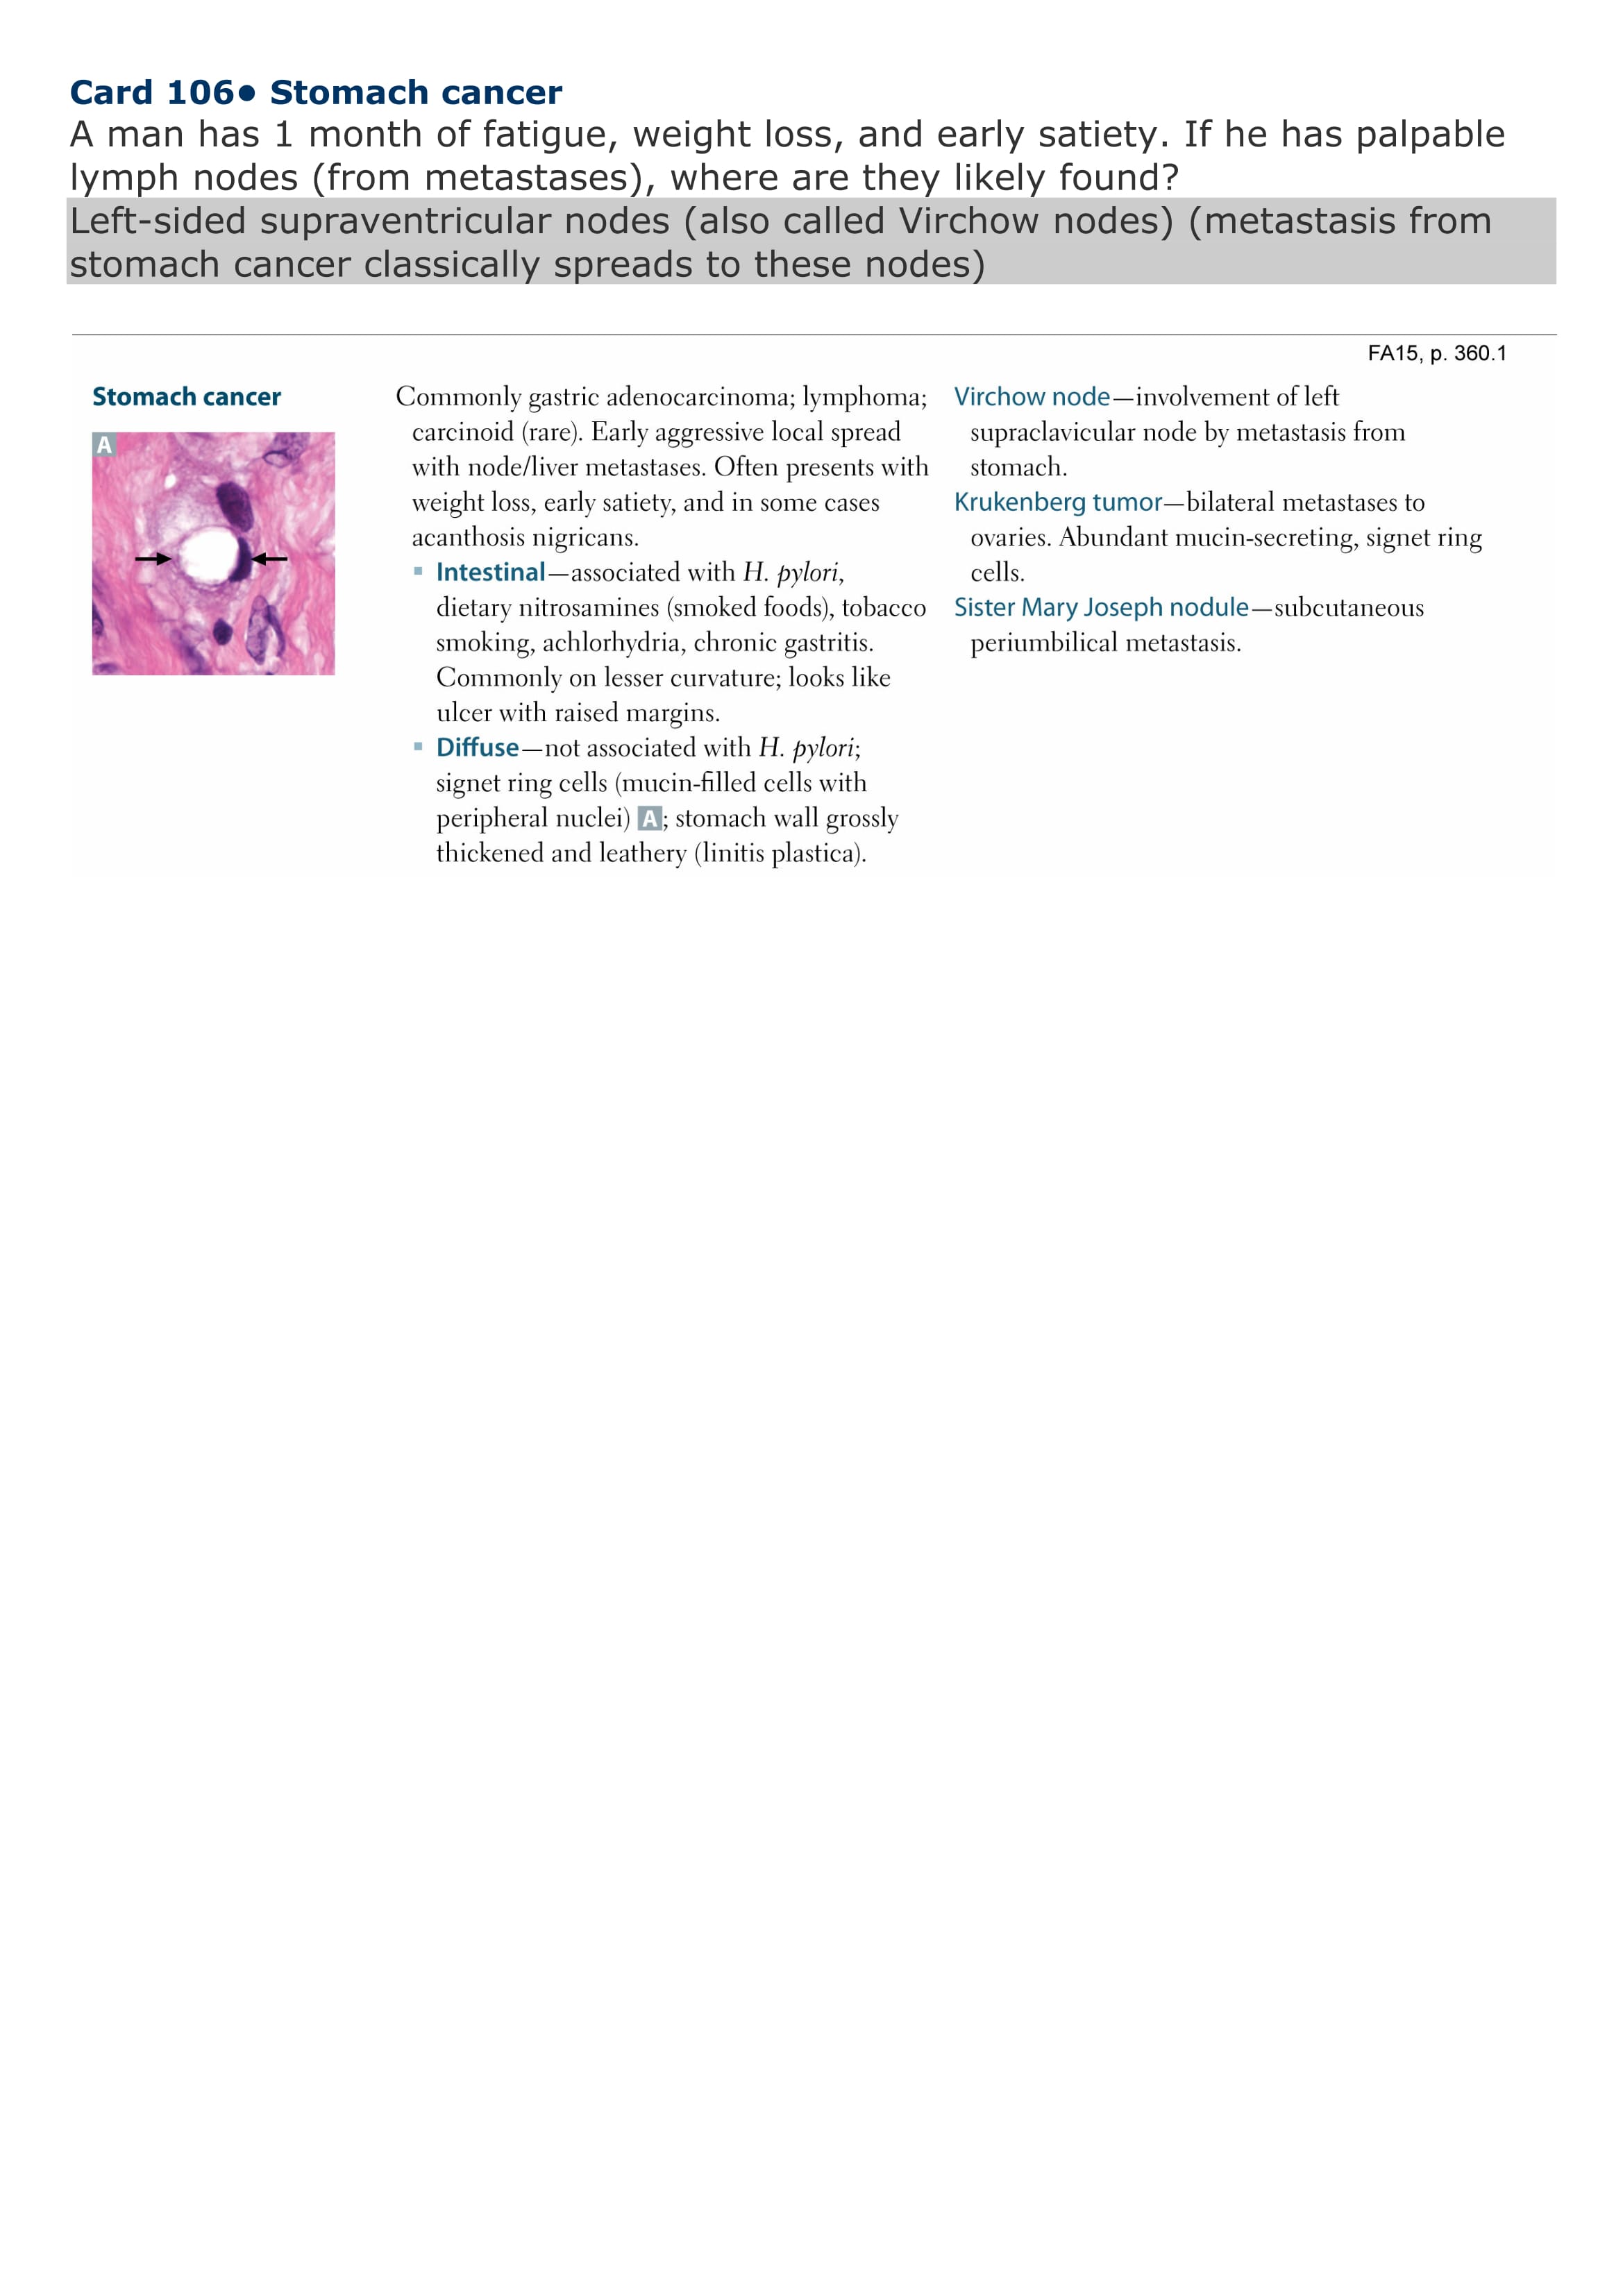 Card 106• Stomach cancer
A man has 1 month of fatigue, weight loss, and early satiety. If he has palpable
lymph nodes (from metastases), where are they likely found?
Left-sided supraventricular nodes (also called Virchow nodes) (metastasis from
stomach cancer classically spreads to these nodes)
FA15, p. 360.1
Stomach cancer
A
Commonly gastric adenocarcinoma; lymphoma;
carcinoid (rare). Early aggressive local spread
with node/liver metastases. Often presents with
weight loss, early satiety, and in some cases
acanthosis nigricans.
▪ Intestinal—associated with H. pylori,
dietary nitrosamines (smoked foods), tobacco
smoking, achlorhydria, chronic gastritis.
Commonly on lesser curvature; looks like
ulcer with raised margins.
▪ Diffuse—not associated with H. pylori;
signet ring cells (mucin-filled cells with
peripheral nuclei) A; stomach wall grossly
thickened and leathery (linitis plastica).
Virchow node—involvement of left
supraclavicular node by metastasis from
stomach.
Krukenberg tumor—bilateral metastases to
ovaries. Abundant mucin-secreting, signet ring
cells.
Sister Mary Joseph nodule—subcutaneous
periumbilical metastasis.